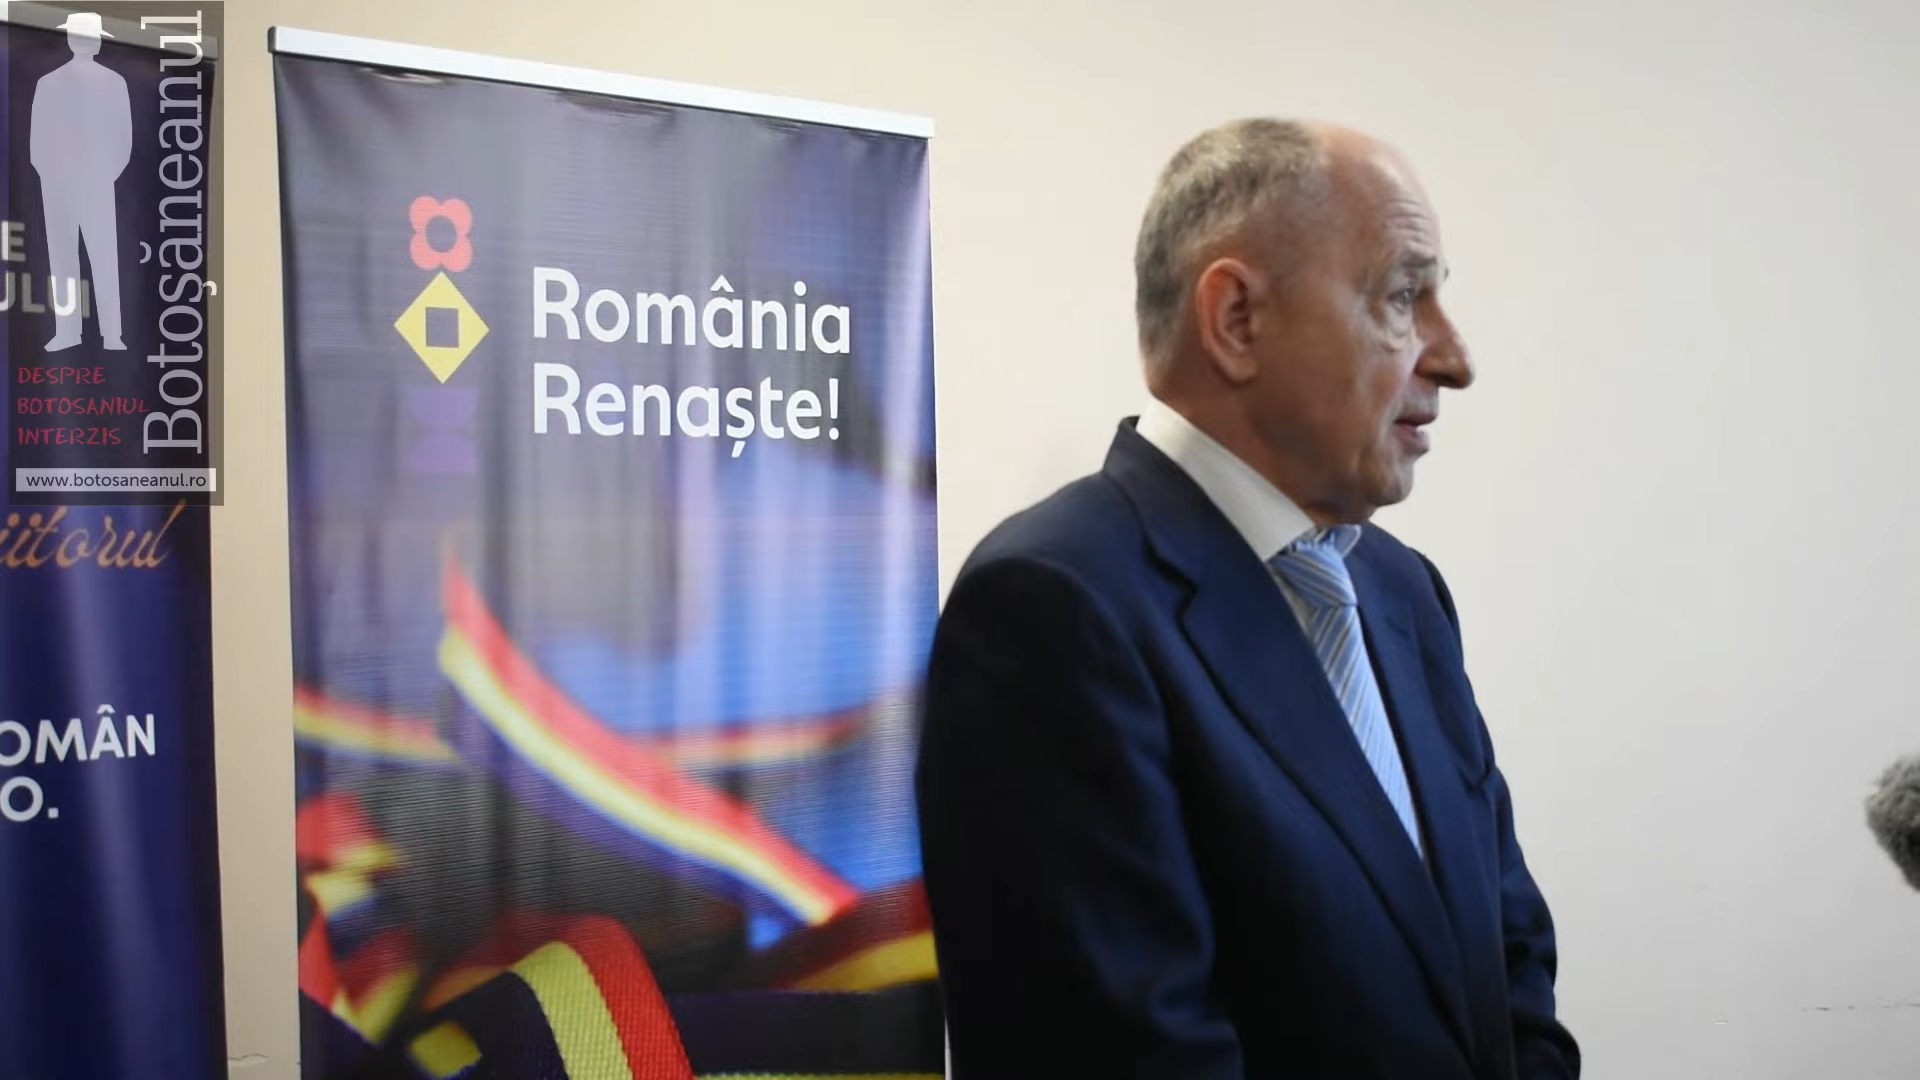 Botoșăneanul
DESPRE
BOTOSANIUL
INTERZIS
www.botosaneanul.ro
E
ULUI
iitorul
OMÂN
O.
România
Renaște!